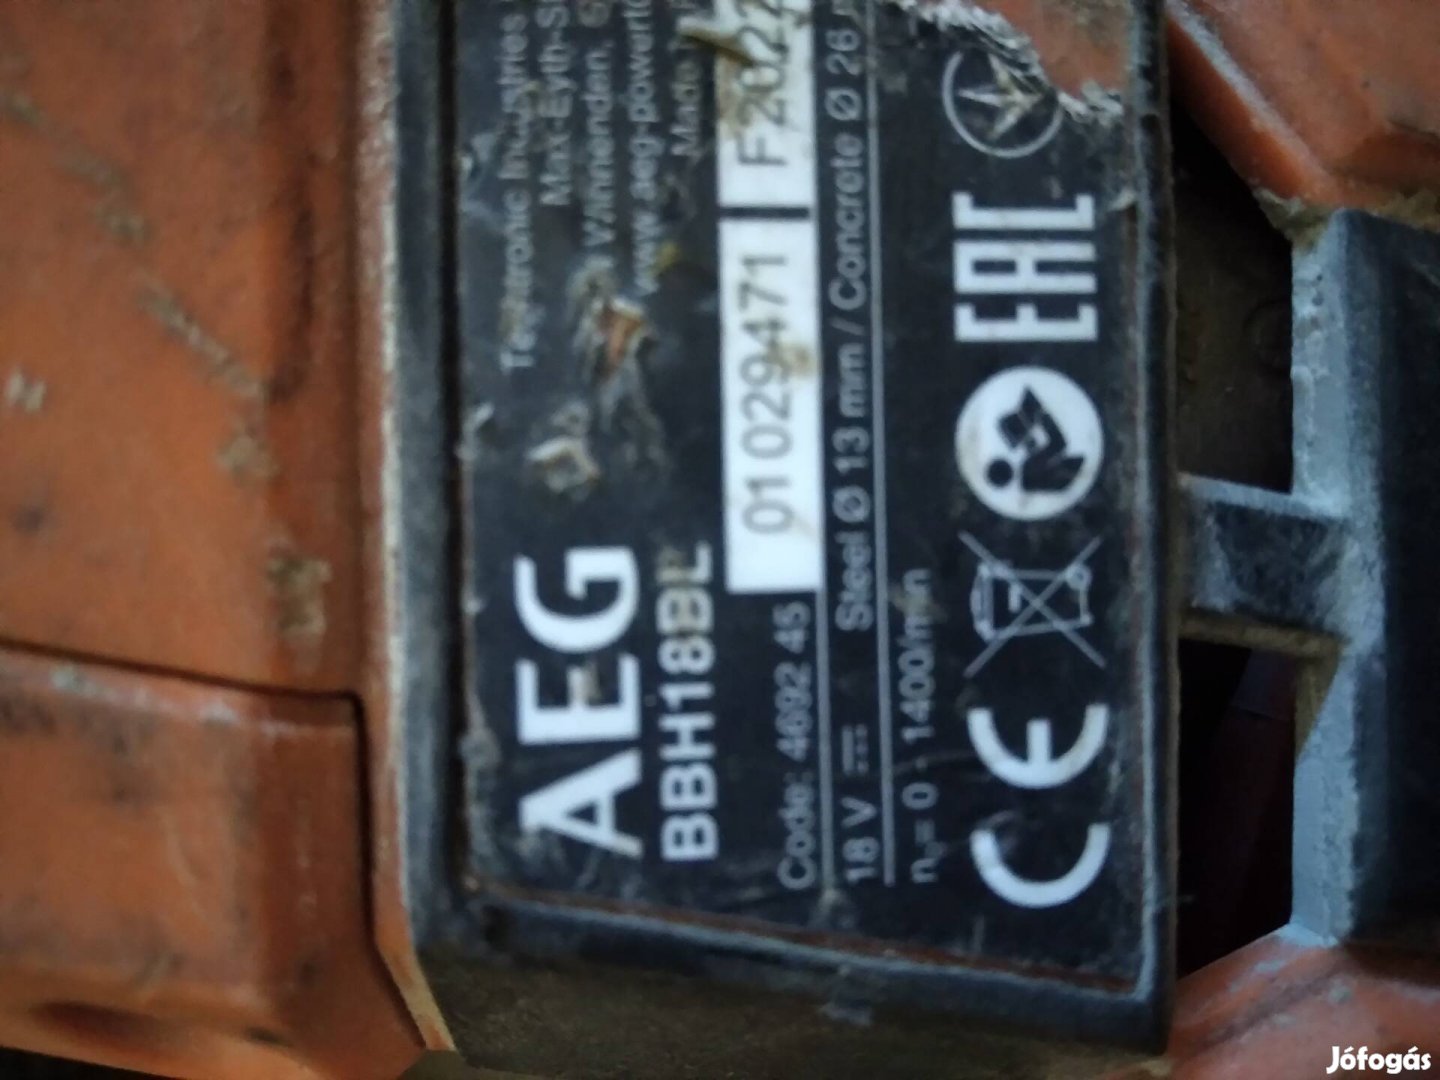 AEG
BBH18BL
Techtronic Industries
Max-Eyth-St
Winnenden, G
www.aeg-powerto
Made
Code: 4692 45
01 029471 F2022
18 V Steel Ø 13 mm / Concrete Ø 26
n₀= 0 - 1400/min
CE EAC
Jófogás